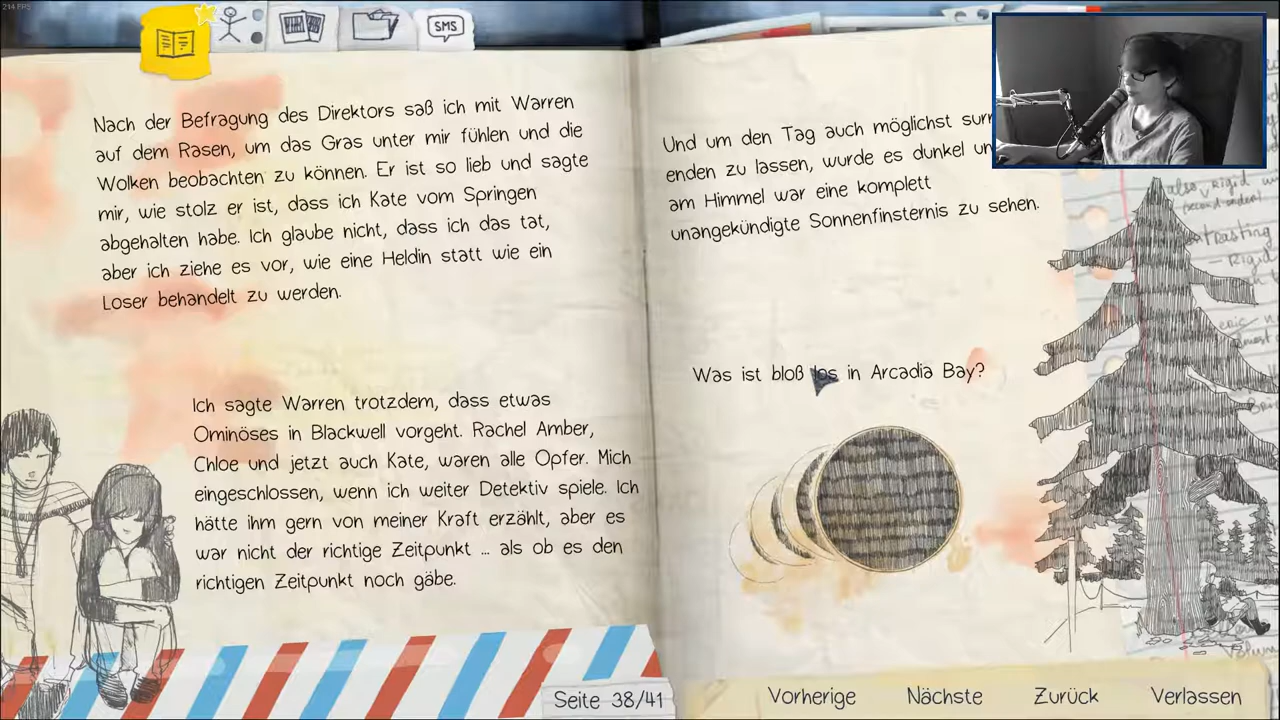 214 FPS
SMS
Nach der Befragung des Direktors saß ich mit Warren
auf dem Rasen, um das Gras unter mir fühlen und die
Wolken beobachten zu können. Er ist so lieb und sagte
mir, wie stolz er ist, dass ich Kate vom Springen
abgehalten habe. Ich glaube nicht, dass ich das tat,
aber ich ziehe es vor, wie eine Heldin statt wie ein
Loser behandelt zu werden.
Ich sagte Warren trotzdem, dass etwas
Ominöses in Blackwell vorgeht. Rachel Amber,
Chloe und jetzt auch Kate, waren alle Opfer. Mich
eingeschlossen, wenn ich weiter Detektiv spiele. Ich
hätte ihm gern von meiner Kraft erzählt, aber es
war nicht der richtige Zeitpunkt ... als ob es den
richtigen Zeitpunkt noch gäbe.
Und um den Tag auch möglichst
enden zu lassen, wurde es dunkel
am Himmel war eine komplett
unangekündigte Sonnenfinsternis zu sehen.
Was ist bloß los in Arcadia Bay?
also, Rigid
Rigid
Seite 38/41
Vorherige Nächste Zurück Verlassen